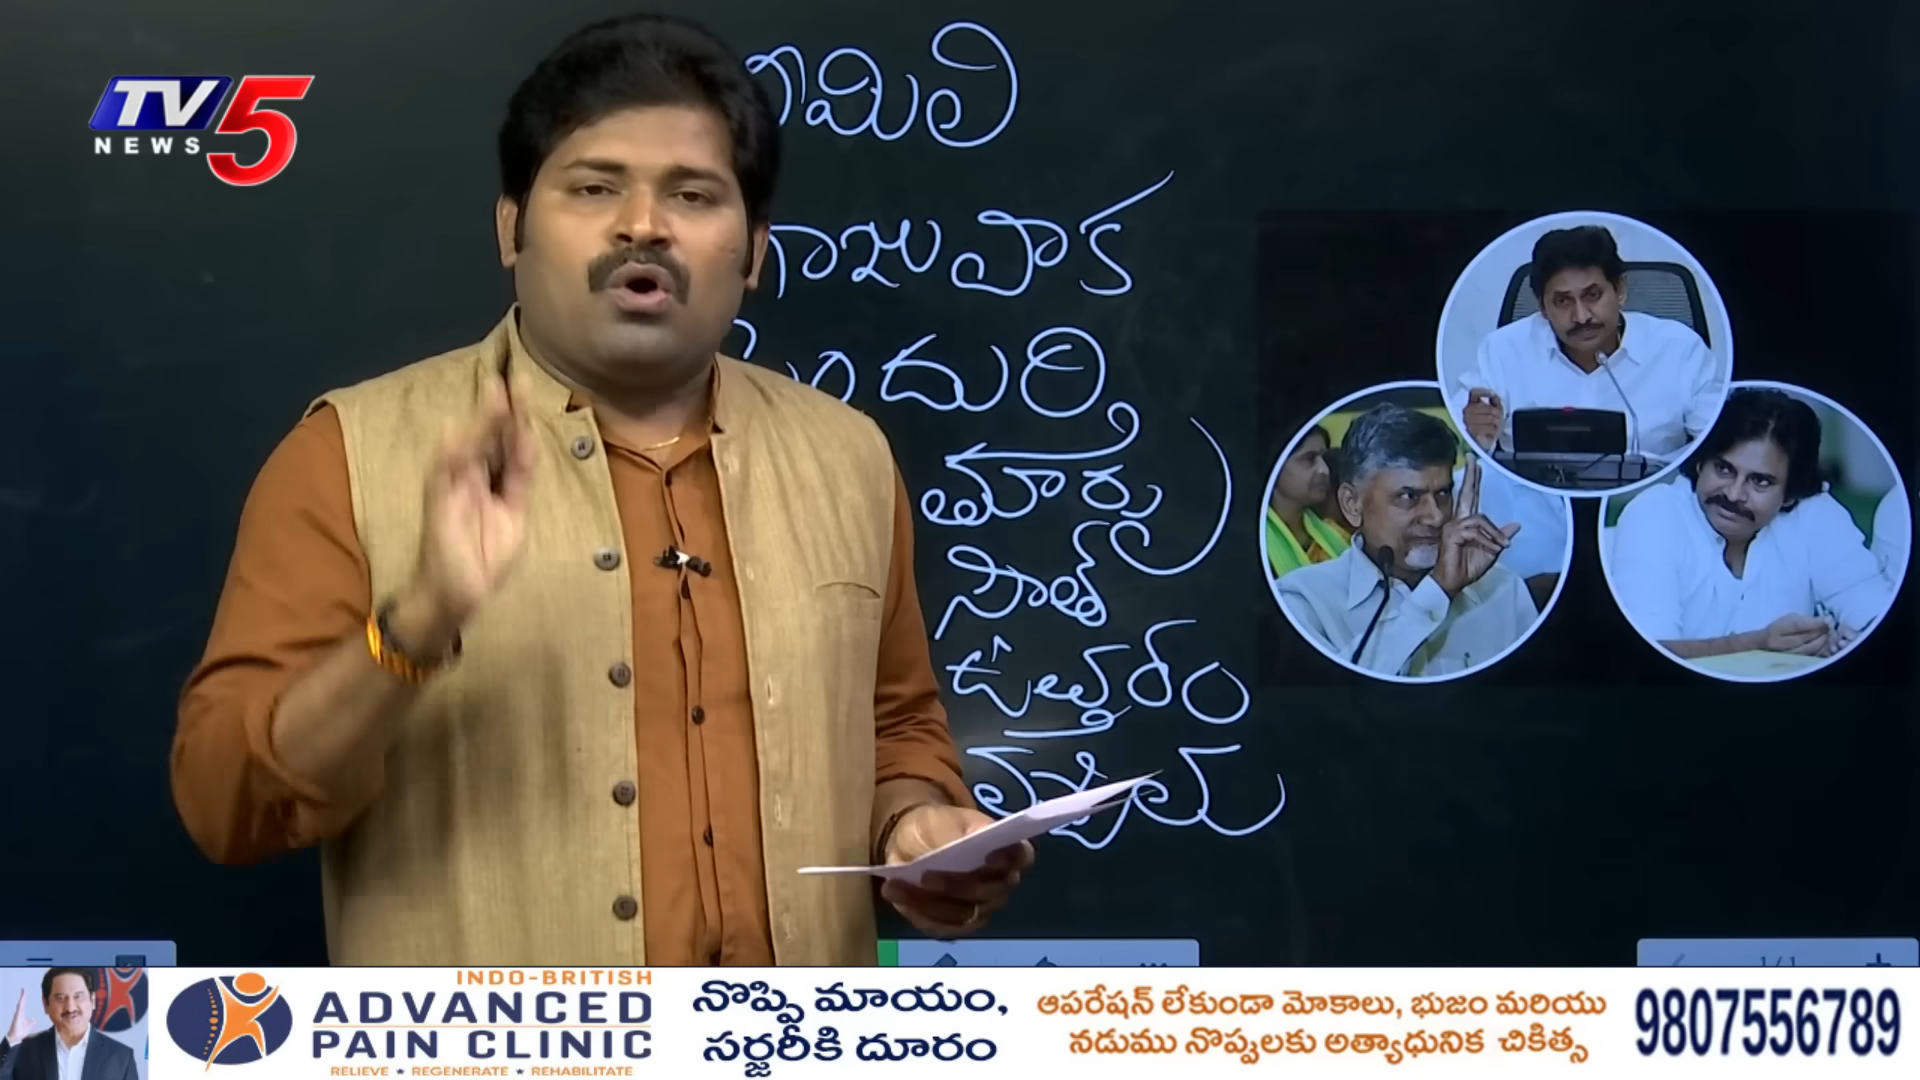 TV5
NEWS
గాజువాక
తూర్పు
సౌత్
ఉత్తరం
INDO-BRITISH
ADVANCED
PAIN CLINIC
RELIEVE ★ REGENERATE ★ REHABILITATE
నొప్పి మాయం,
సర్జరీకి దూరం
ఆపరేషన్ లేకుండా మోకాలు, భుజం మరియు
నడుము నొప్పులకు అత్యాధునిక చికిత్స
9807556789